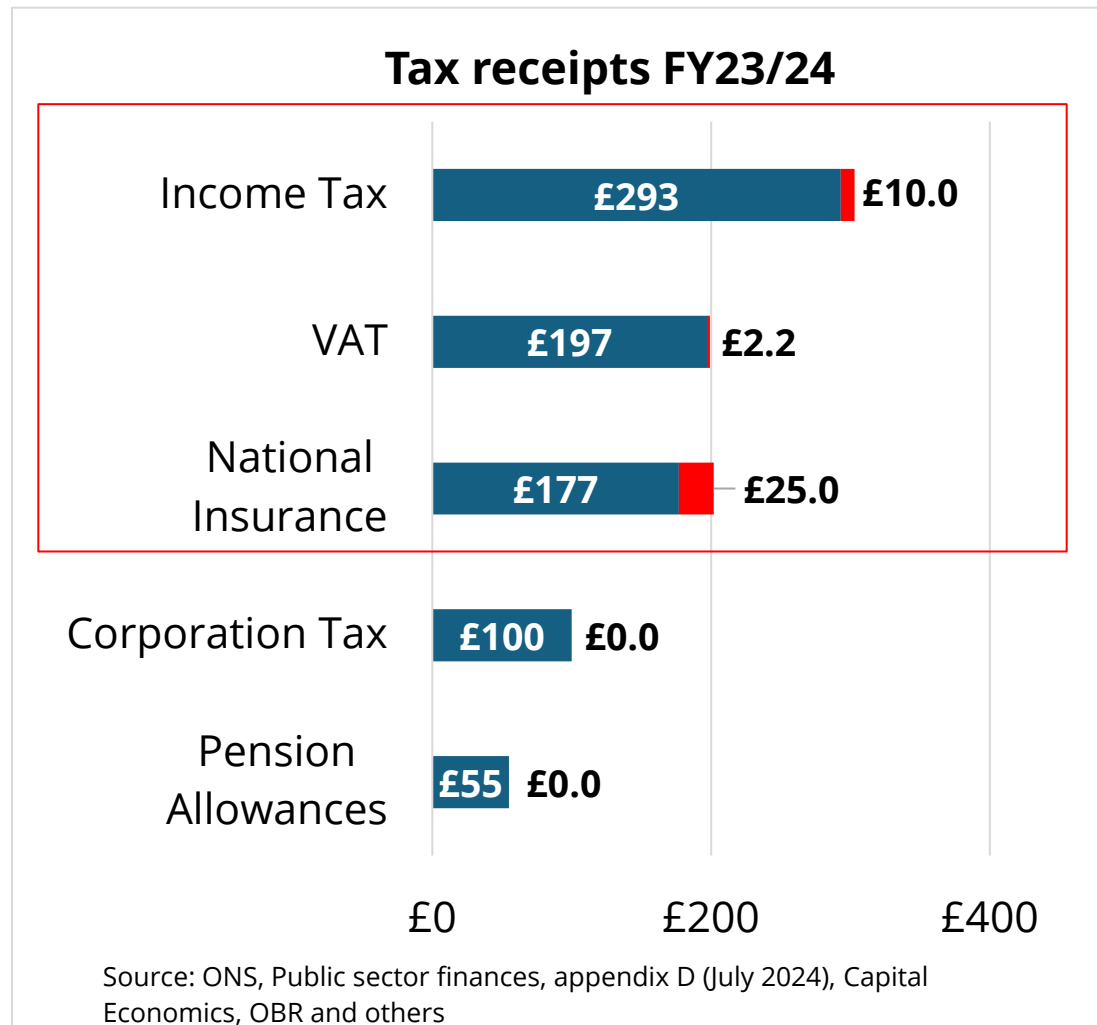 Tax receipts FY23/24
Income Tax
£293
£10.0
VAT
£197
£2.2
National
Insurance
£177
£25.0
Corporation Tax
£100
£0.0
Pension
Allowances
£55
£0.0
£0
£200
£400
Source: ONS, Public sector finances, appendix D (July 2024), Capital
Economics, OBR and others